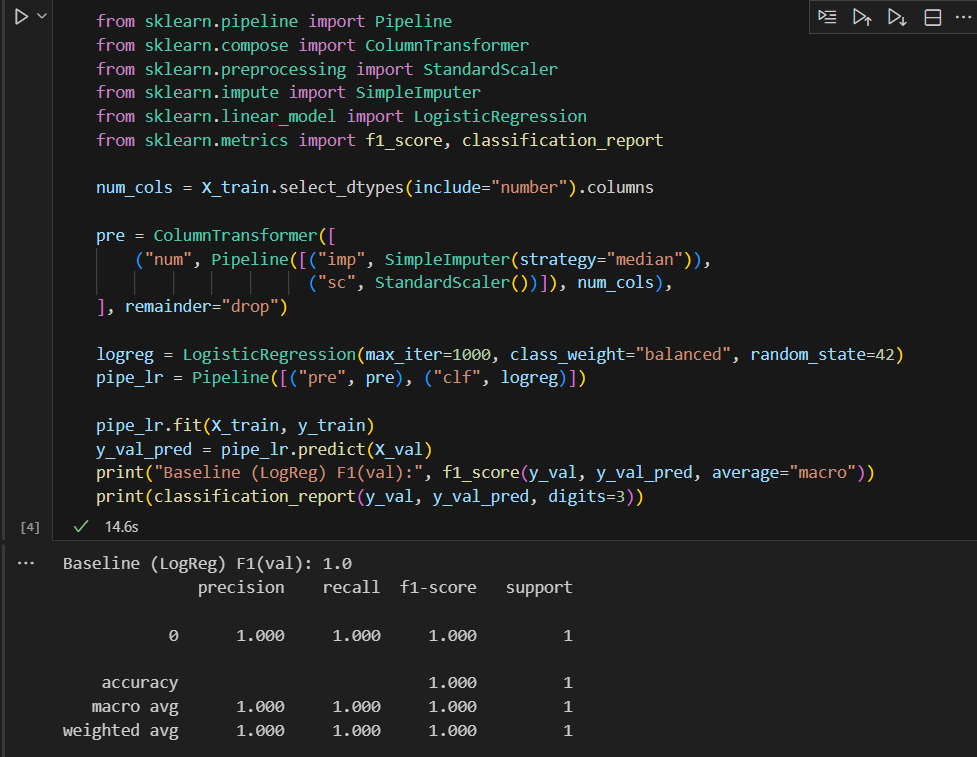 from sklearn.pipeline import Pipeline
from sklearn.compose import ColumnTransformer
from sklearn.preprocessing import StandardScaler
from sklearn.impute import SimpleImputer
from sklearn.linear_model import LogisticRegression
from sklearn.metrics import f1_score, classification_report

num_cols = X_train.select_dtypes(include="number").columns

pre = ColumnTransformer([
    ("num", Pipeline([("imp", SimpleImputer(strategy="median")),
                      ("sc", StandardScaler())]), num_cols),
], remainder="drop")

logreg = LogisticRegression(max_iter=1000, class_weight="balanced", random_state=42)
pipe_lr = Pipeline([("pre", pre), ("clf", logreg)])

pipe_lr.fit(X_train, y_train)
y_val_pred = pipe_lr.predict(X_val)
print("Baseline (LogReg) F1(val):", f1_score(y_val, y_val_pred, average="macro"))
print(classification_report(y_val, y_val_pred, digits=3))
[4] 14.6s
Baseline (LogReg) F1(val): 1.0
              precision    recall  f1-score   support

           0      1.000     1.000     1.000         1

    accuracy                          1.000         1
   macro avg      1.000     1.000     1.000         1
weighted avg      1.000     1.000     1.000         1